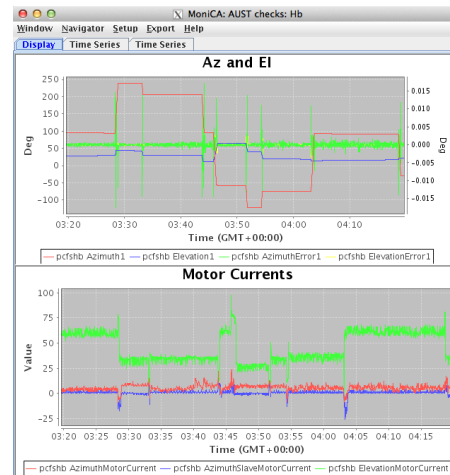 MoniCA: AUST checks: Hb
Window Navigator Setup Export Help
Display Time Series Time Series
Az and El
250
200
150
100
50
0
-50
-100
Deg
0.015
0.010
0.005
0.000
-0.005
-0.010
-0.015
Deg
03:20 03:30 03:40 03:50 04:00 04:10
Time (GMT+00:00)
pcfshb Azimuth1 pcfshb Elevation1 pcfshb AzimuthError1 pcfshb ElevationError1
Motor Currents
100
75
50
25
0
-25
Value
03:20 03:25 03:30 03:35 03:40 03:45 03:50 03:55 04:00 04:05 04:10 04:15
Time (GMT+00:00)
pcfshb AzimuthMotorCurrent pcfshb AzimuthSlaveMotorCurrent pcfshb ElevationMotorCurrent